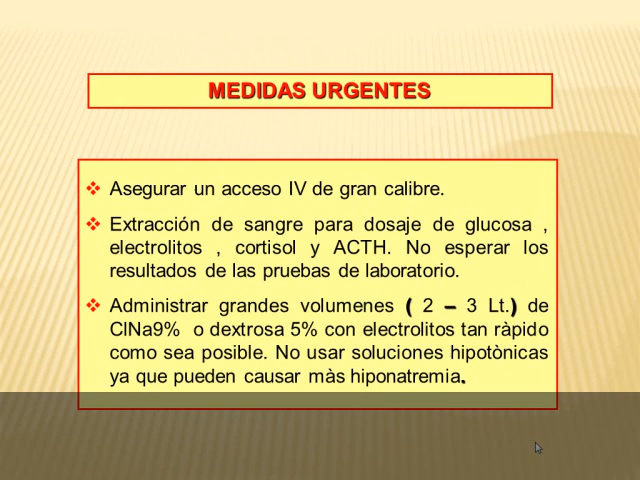 MEDIDAS URGENTES
Asegurar un acceso IV de gran calibre.
Extracción de sangre para dosaje de glucosa ,
electrolitos , cortisol y ACTH. No esperar los
resultados de las pruebas de laboratorio.
Administrar grandes volumenes ( 2 – 3 Lt.) de
ClNa9% o dextrosa 5% con electrolitos tan ràpido
como sea posible. No usar soluciones hipotònicas
ya que pueden causar màs hiponatremia.